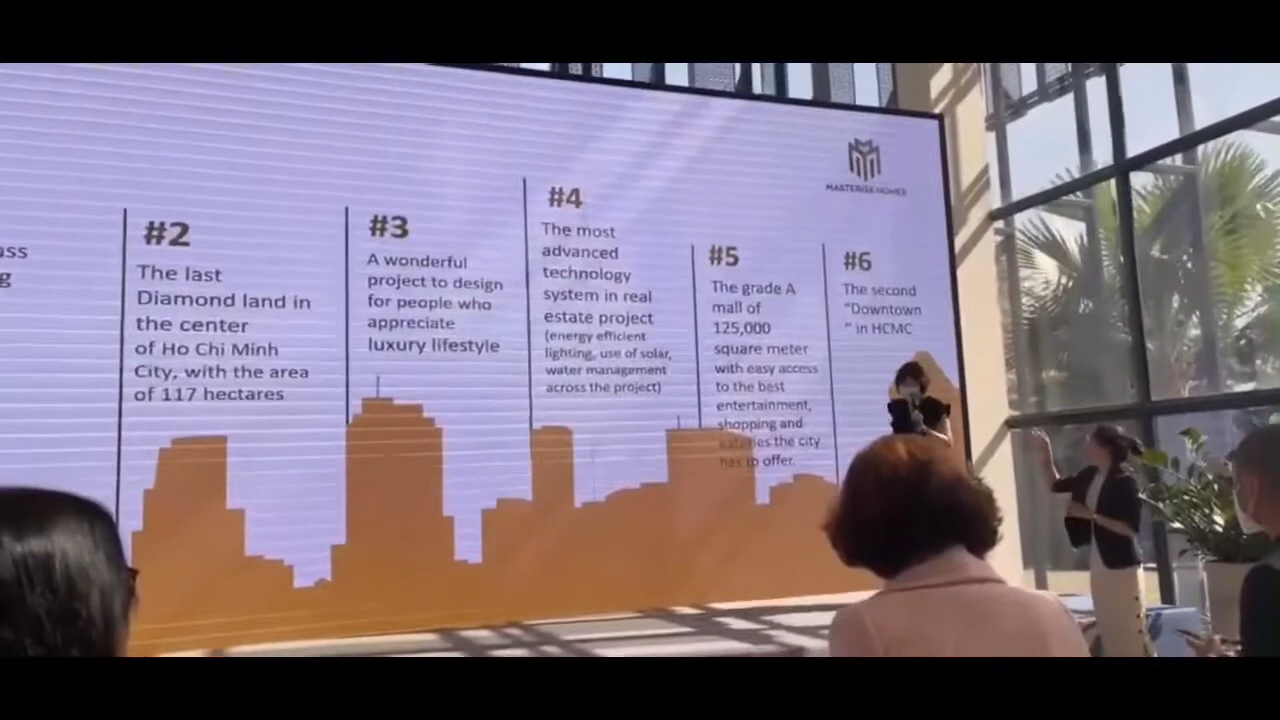 ass
g
#2
The last
Diamond land in
the center
of Ho Chi Minh
City, with the area
of 117 hectares
#3
A wonderful
project to design
for people who
appreciate
luxury lifestyle
#4
The most
advanced
technology
system in real
estate project
(energy efficient
lighting, use of solar,
water management
across the project)
#5
The grade A
mall of
125,000
square meter
with easy access
to the best
entertainment,
shopping and
eateries the city
has to offer.
#6
The second
“Downtown
” in HCMC
MASTERISE HOMES